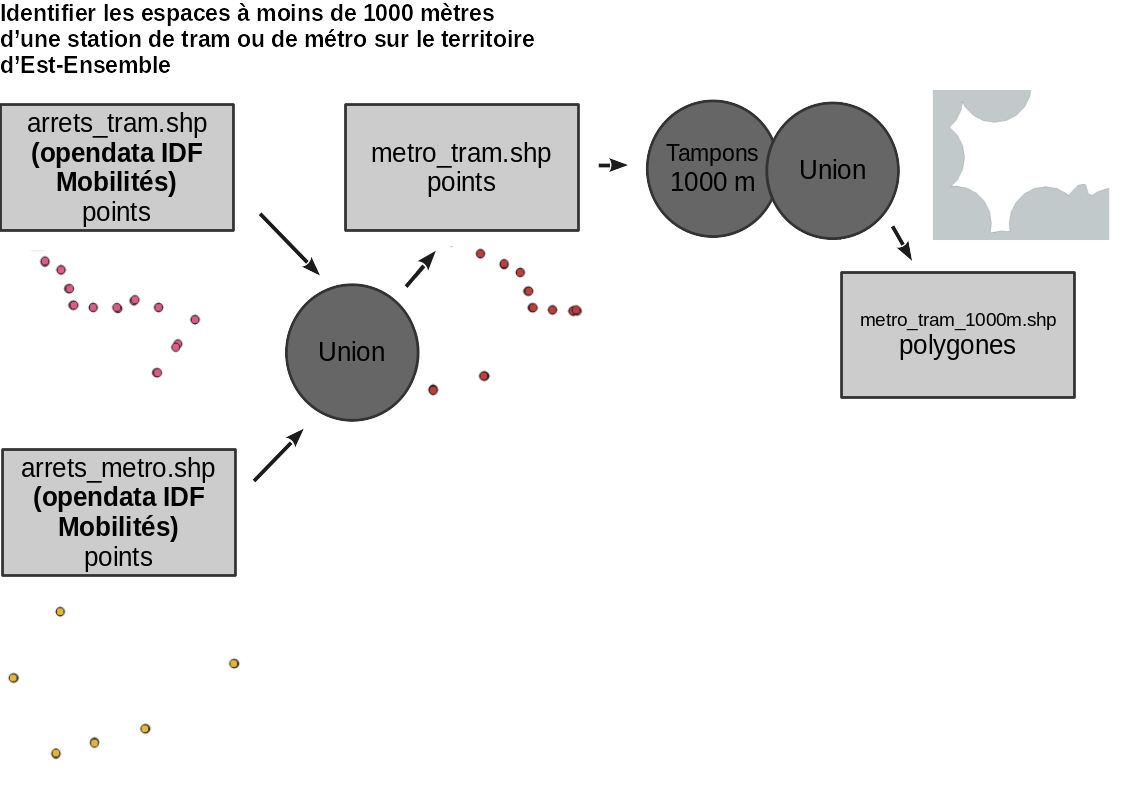 Identifier les espaces à moins de 1000 mètres
d’une station de tram ou de métro sur le territoire
d’Est-Ensemble
arrets_tram.shp
(opendata IDF
Mobilités)
points
metro_tram.shp
points
Tampons
1000 m
Union
Union
metro_tram_1000m.shp
polygones
arrets_metro.shp
(opendata IDF
Mobilités)
points